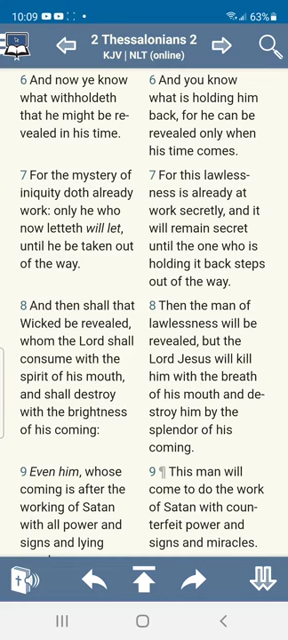 10:09
63%
2 Thessalonians 2
KJV | NLT (online)
6 And now ye know
what withholdeth
that he might be re-
vealed in his time.
7 For the mystery of
iniquity doth already
work: only he who
now letteth will let,
until he be taken out
of the way.
8 And then shall that
Wicked be revealed,
whom the Lord shall
consume with the
spirit of his mouth,
and shall destroy
with the brightness
of his coming:
9 Even him, whose
coming is after the
working of Satan
with all power and
signs and lying
6 And you know
what is holding him
back, for he can be
revealed only when
his time comes.
7 For this lawless-
ness is already at
work secretly, and it
will remain secret
until the one who is
holding it back steps
out of the way.
8 Then the man of
lawlessness will be
revealed, but the
Lord Jesus will kill
him with the breath
of his mouth and de-
stroy him by the
splendor of his
coming.
9 ¶ This man will
come to do the work
of Satan with coun-
terfeit power and
signs and miracles.